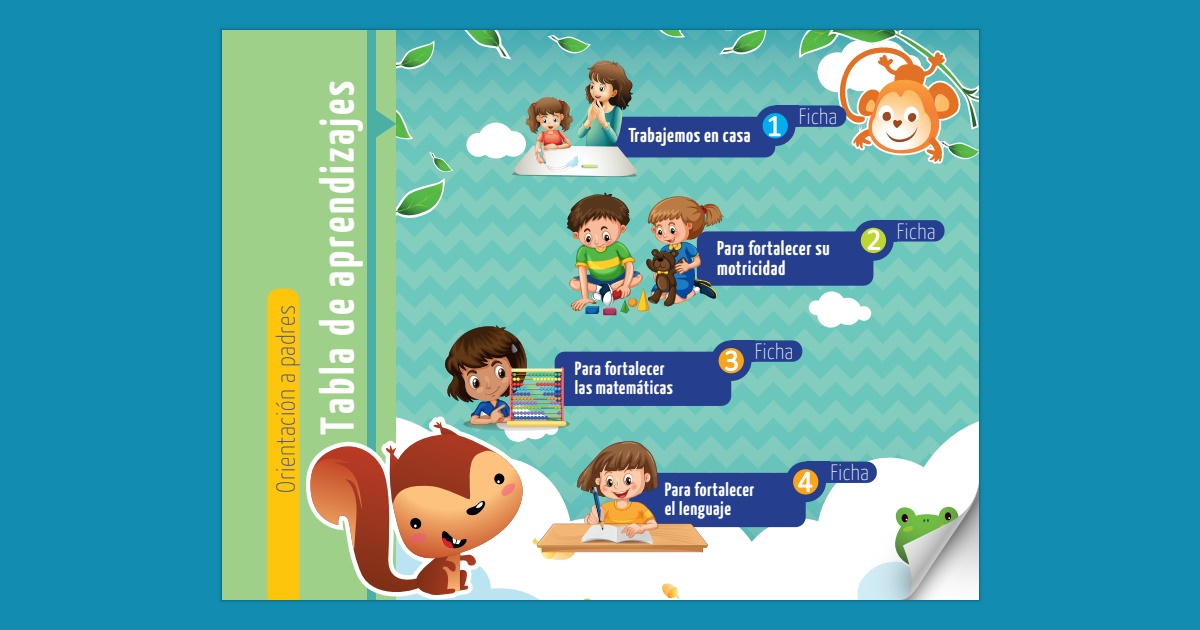 Orientación a padres
Tabla de aprendizajes
Trabajemos en casa
1
Ficha
Para fortalecer su
motricidad
2
Ficha
Para fortalecer
las matemáticas
3
Ficha
Para fortalecer
el lenguaje
4
Ficha